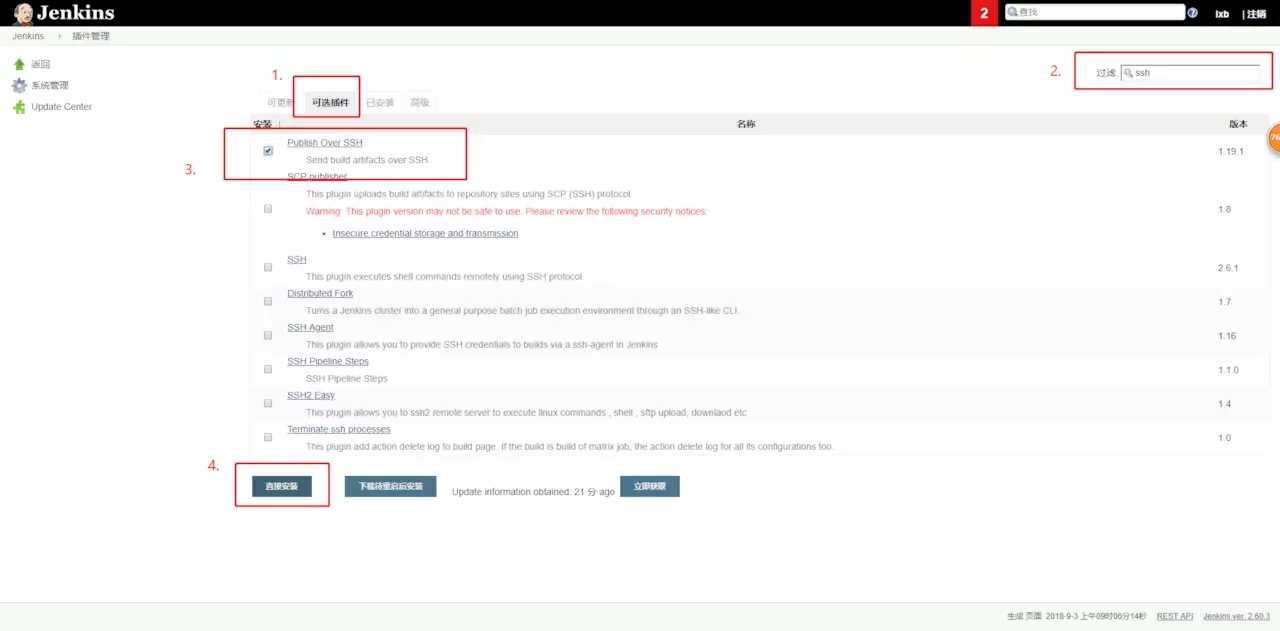 Jenkins
2
查找
lxb
| 注销
Jenkins
插件管理
返回
系统管理
Update Center
1.
可更新
可选插件
已安装
高级
2.
过滤:
ssh
安装 ↓
名称
版本
3.
Publish Over SSH
Send build artifacts over SSH
1.19.1
SCP publisher
This plugin uploads build artifacts to repository sites using SCP (SSH) protocol.
Warning: This plugin version may not be safe to use. Please review the following security notices:
• Insecure credential storage and transmission
1.8
SSH
This plugin executes shell commands remotely using SSH protocol.
2.6.1
Distributed Fork
Turns a Jenkins cluster into a general purpose batch job execution environment through an SSH-like CLI.
1.7
SSH Agent
This plugin allows you to provide SSH credentials to builds via a ssh-agent in Jenkins
1.16
SSH Pipeline Steps
SSH Pipeline Steps
1.1.0
SSH2 Easy
This plugin allows you to ssh2 remote server to execute linux commands , shell , sftp upload, downlaod etc
1.4
Terminate ssh processes
This plugin add action delete log to build page. If the build is build of matrix job, the action delete log for all its configurations too.
1.0
4.
直接安装
下载待重启后安装
Update information obtained: 21 分 ago
立即获取
生成 页面: 2018-9-3 上午09时06分14秒
REST API
Jenkins ver. 2.60.3